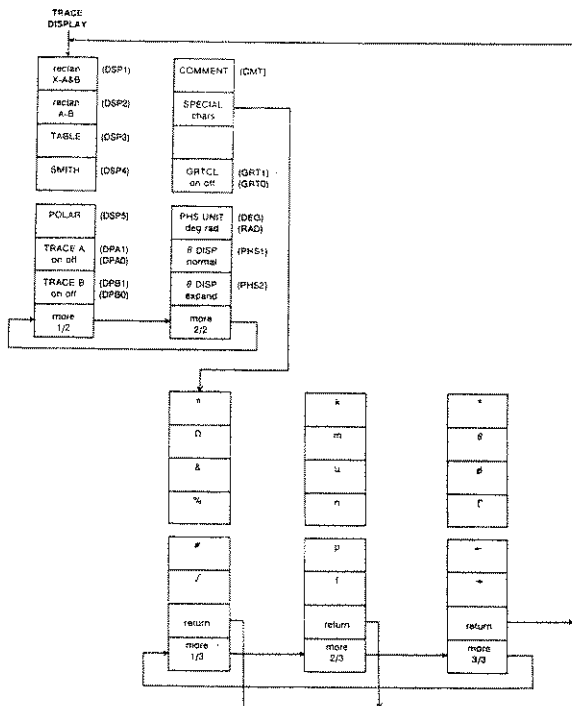 TRACE
DISPLAY
rectan
X-A&B
(DSP1)
rectan
A-B
(DSP2)
TABLE
(DSP3)
SMITH
(DSP4)
POLAR
(DSP5)
TRACE A
on off
(DPA1)
(DPA0)
TRACE B
on off
(DPB1)
(DPB0)
more
1/2
COMMENT
(CMT)
SPECIAL
chars
GRTCL
on off
(GRT1)
(GRT0)
PHS UNIT
deg rad
(DEG)
(RAD)
θ DISP
normal
(PHS1)
θ DISP
expand
(PHS2)
more
2/2
Ω
&
%
#
√
return
more
1/3
k
m
u
n
p
f
return
more
2/3
*
θ
ø
Γ
←
→
return
more
3/3